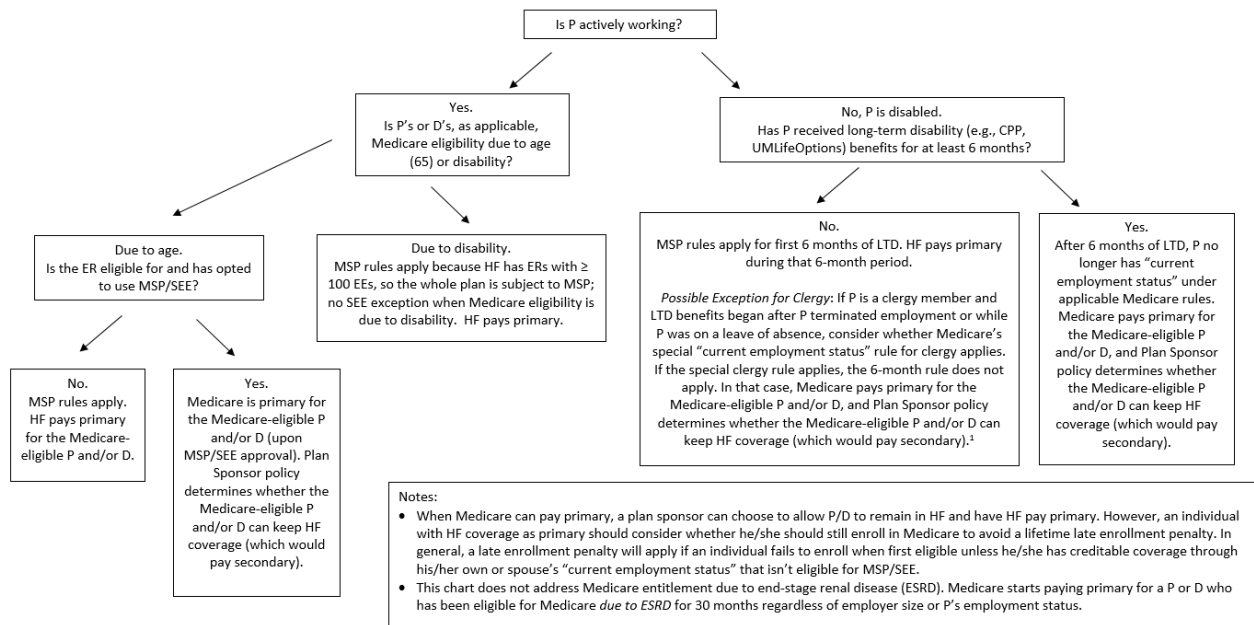 Is P actively working?
Yes.
Is P's or D's, as applicable,
Medicare eligibility due to age
(65) or disability?
No, P is disabled.
Has P received long-term disability (e.g., CPP,
UMLifeOptions) benefits for at least 6 months?
Due to age.
Is the ER eligible for and has opted
to use MSP/SEE?
Due to disability.
MSP rules apply because HF has ERs with ≥
100 EEs, so the whole plan is subject to MSP;
no SEE exception when Medicare eligibility is
due to disability.  HF pays primary.
No.
MSP rules apply for first 6 months of LTD. HF pays primary
during that 6-month period.
Possible Exception for Clergy: If P is a clergy member and
LTD benefits began after P terminated employment or while
P was on a leave of absence, consider whether Medicare's
special "current employment status" rule for clergy applies.
If the special clergy rule applies, the 6-month rule does not
apply. In that case, Medicare pays primary for the
Medicare-eligible P and/or D, and Plan Sponsor policy
determines whether the Medicare-eligible P and/or D can
keep HF coverage (which would pay secondary).¹
Yes.
After 6 months of LTD, P no
longer has "current
employment status" under
applicable Medicare rules.
Medicare pays primary for
the Medicare-eligible P
and/or D, and Plan Sponsor
policy determines whether
the Medicare-eligible P
and/or D can keep HF
coverage (which would pay
secondary).
No.
MSP rules apply.
HF pays primary
for the Medicare-
eligible P and/or D.
Yes.
Medicare is primary for
the Medicare-eligible P
and/or D (upon
MSP/SEE approval). Plan
Sponsor policy
determines whether the
Medicare-eligible P
and/or D can keep HF
coverage (which would
pay secondary).
Notes:
• When Medicare can pay primary, a plan sponsor can choose to allow P/D to remain in HF and have HF pay primary. However, an individual
with HF coverage as primary should consider whether he/she should still enroll in Medicare to avoid a lifetime late enrollment penalty. In
general, a late enrollment penalty will apply if an individual fails to enroll when first eligible unless he/she has creditable coverage through
his/her own or spouse's "current employment status" that isn't eligible for MSP/SEE.
• This chart does not address Medicare entitlement due to end-stage renal disease (ESRD). Medicare starts paying primary for a P or D who
has been eligible for Medicare due to ESRD for 30 months regardless of employer size or P's employment status.